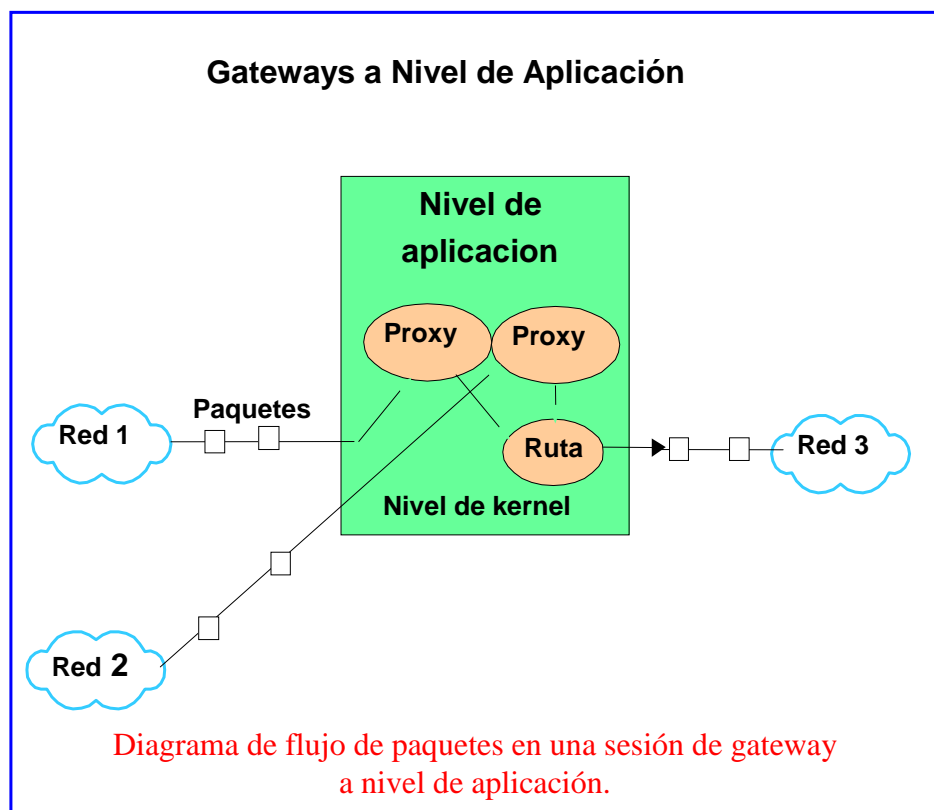 Gateways a Nivel de Aplicación
Nivel de
aplicacion
Proxy
Proxy
Paquetes
Red 1
Ruta
Red 3
Nivel de kernel
Red 2
Diagrama de flujo de paquetes en una sesión de gateway
a nivel de aplicación.